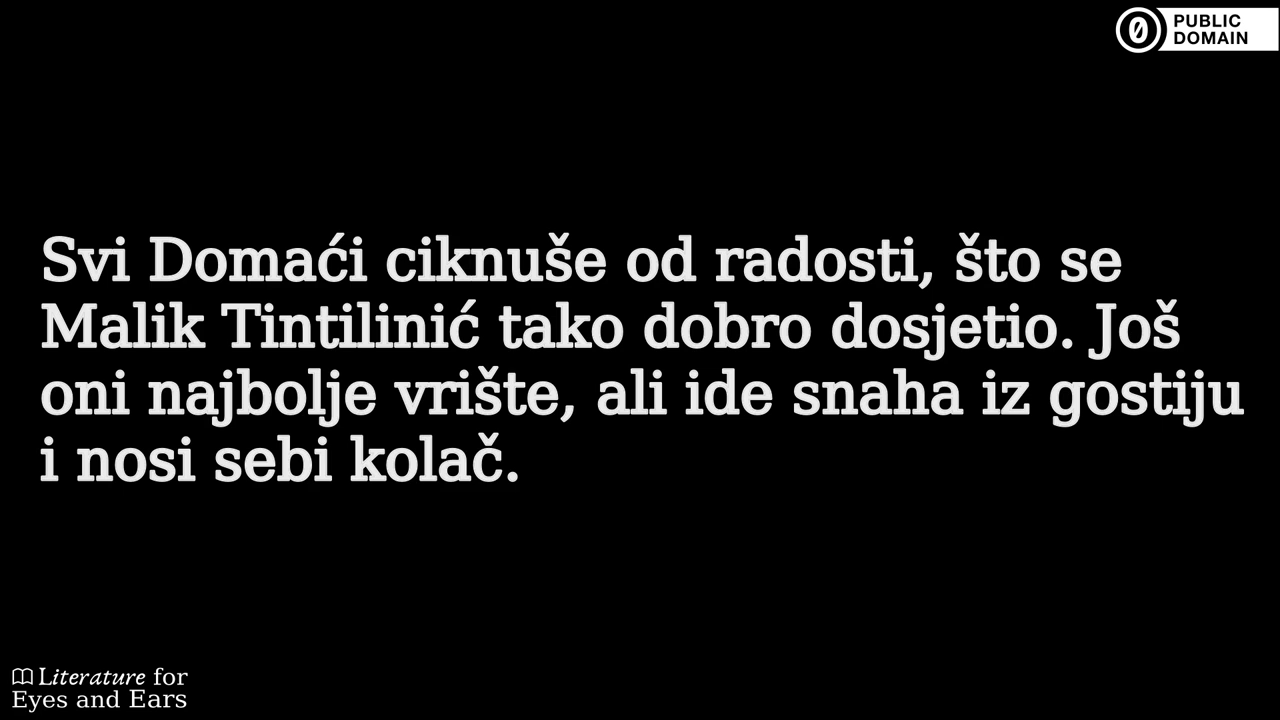 PUBLIC
DOMAIN
Svi Domaći ciknuše od radosti, što se
Malik Tintilinić tako dobro dosjetio. Još
oni najbolje vrište, ali ide snaha iz gostiju
i nosi sebi kolač.
Literature for
Eyes and Ears